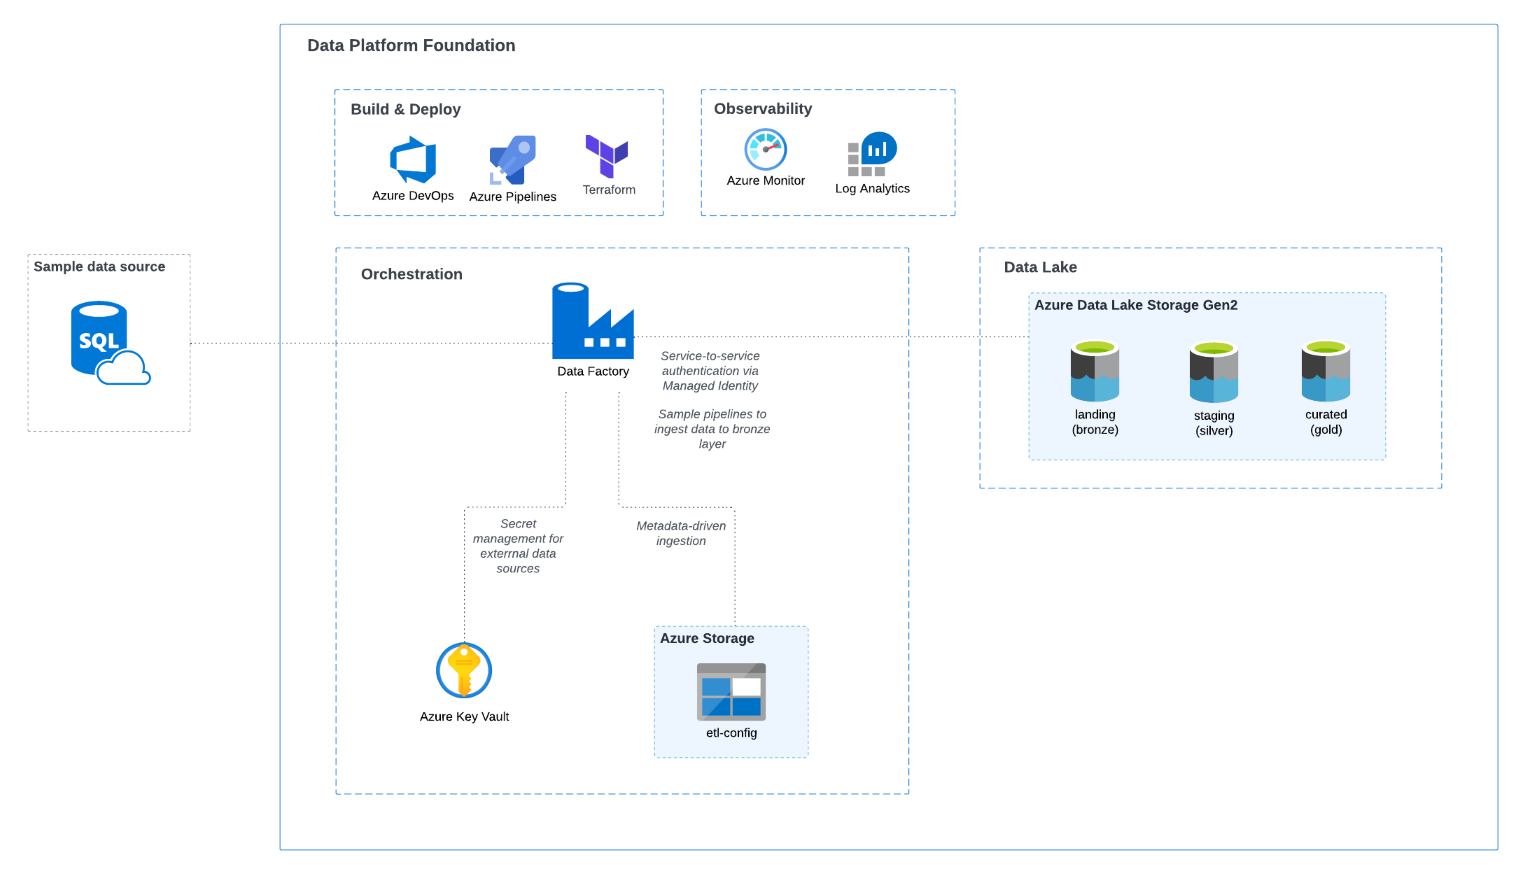 Data Platform Foundation
Build & Deploy
Azure DevOps
Azure Pipelines
Terraform
Observability
Azure Monitor
Log Analytics
Sample data source
SQL
Orchestration
Data Factory
Service-to-service
authentication via
Managed Identity
Sample pipelines to
ingest data to bronze
layer
Data Lake
Azure Data Lake Storage Gen2
landing
(bronze)
staging
(silver)
curated
(gold)
Secret
management for
exterrnal data
sources
Metadata-driven
ingestion
Azure Key Vault
Azure Storage
etl-config